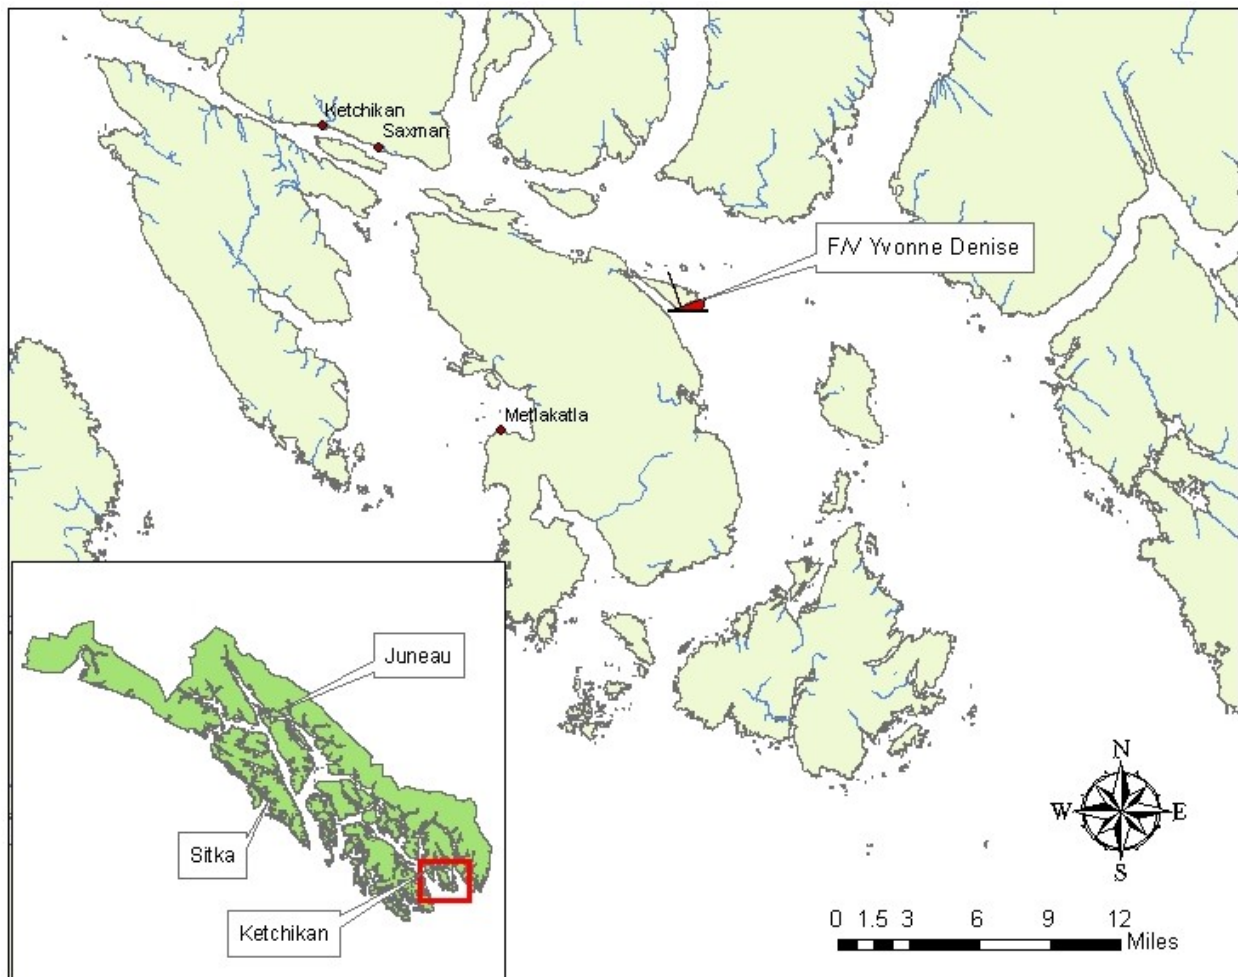 Ketchikan
Saxman
F/V Yvonne Denise
Metlakatla
Juneau
Sitka
Ketchikan
N
W E
S
0 1.5 3 6 9 12
Miles